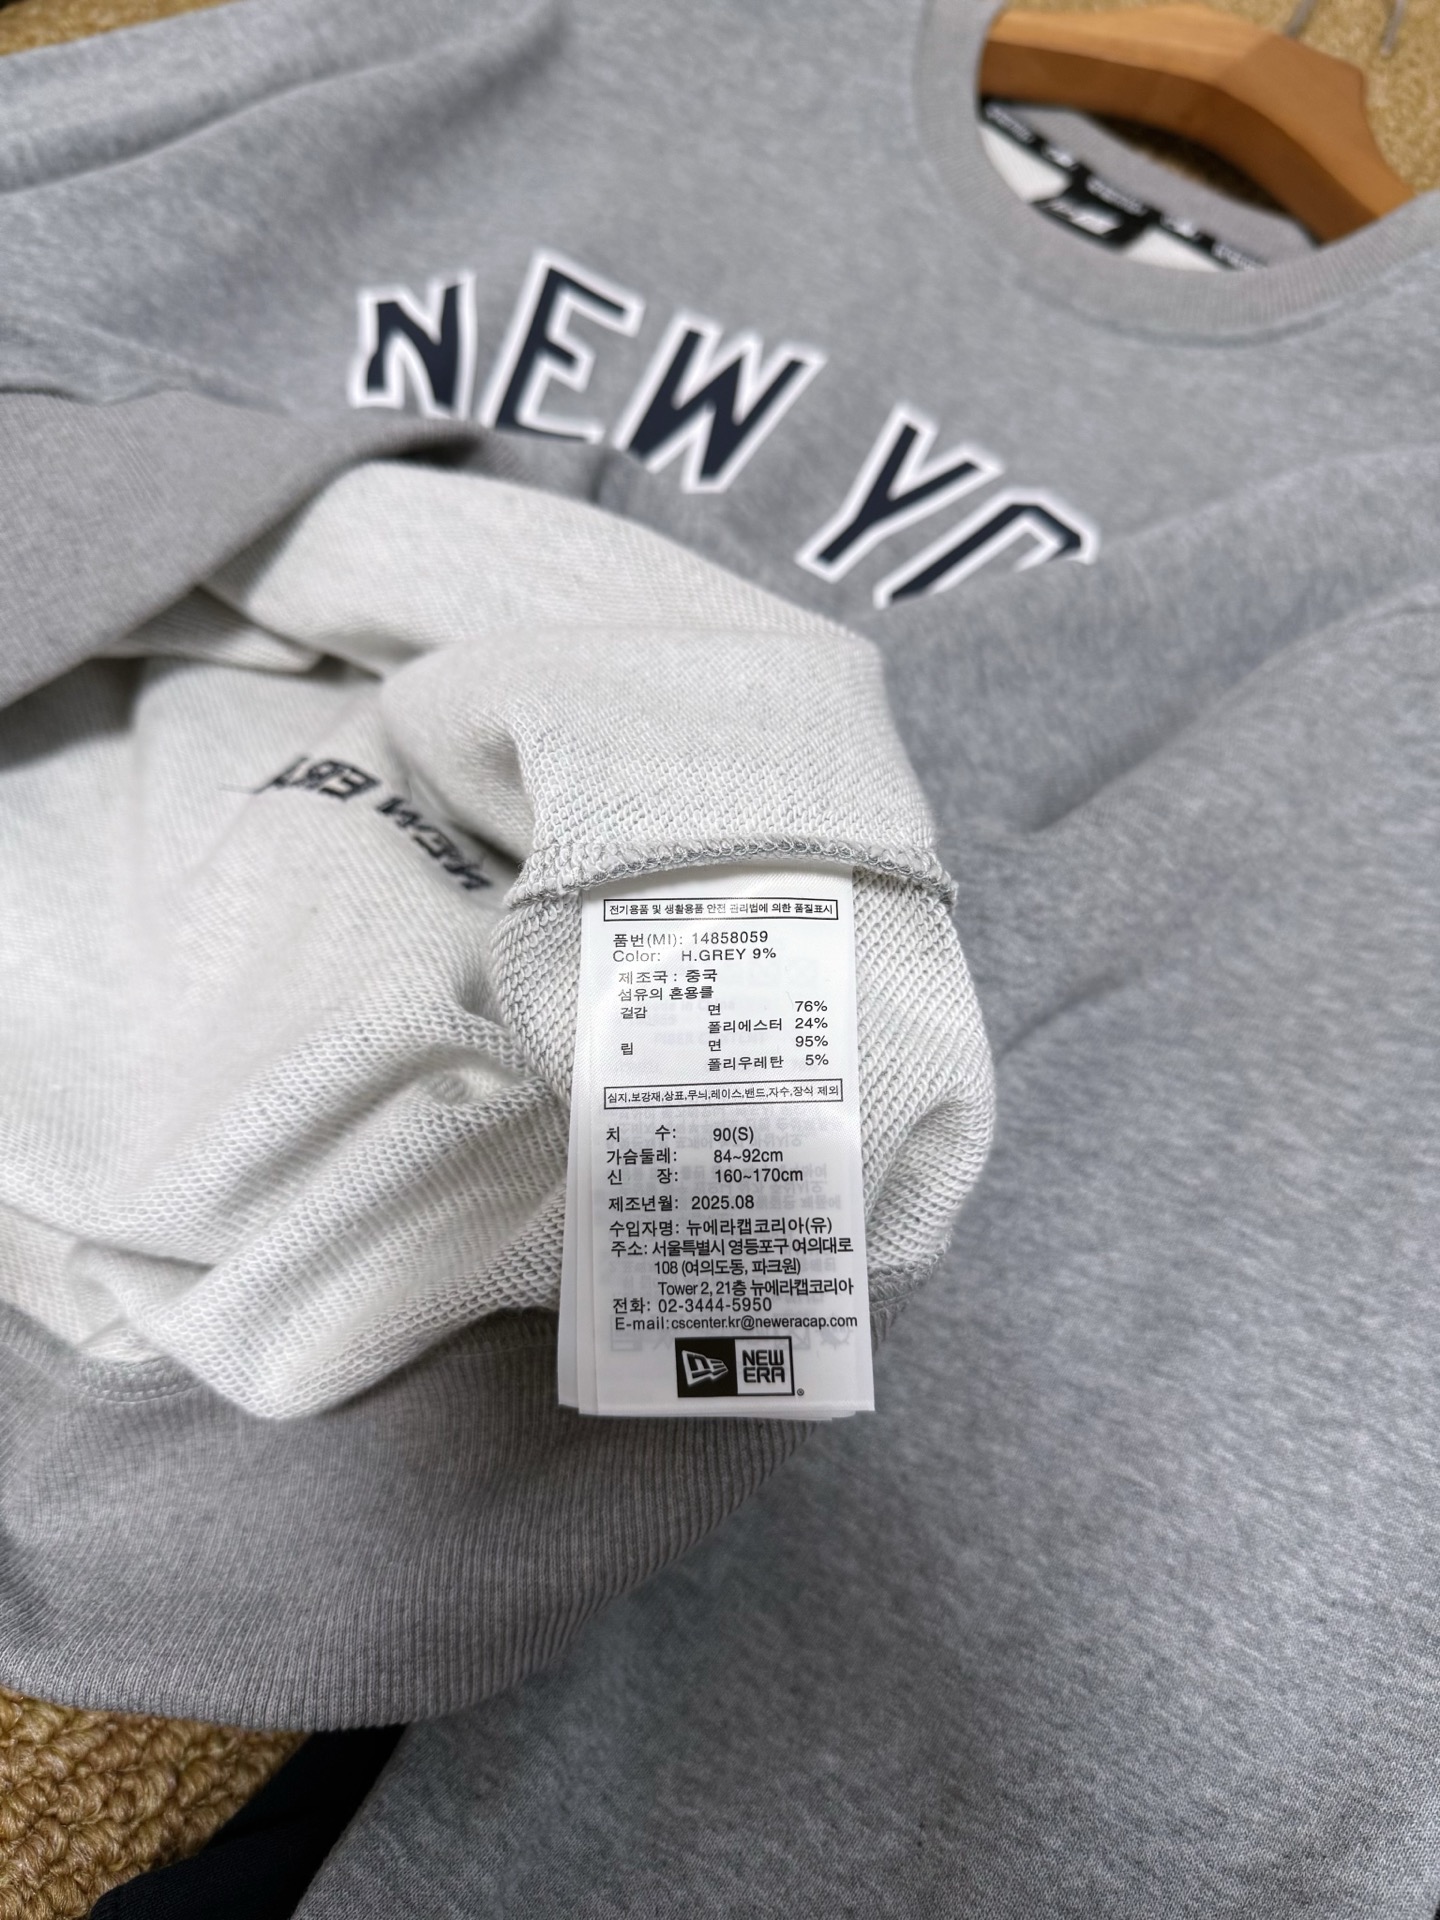 NEW YO
전기용품 및 생활용품 안전 관리법에 의한 품질표시
품번(MI): 14858059
Color: H.GREY 9%
제조국 : 중국
섬유의 혼용률
겉감 면 76%
폴리에스터 24%
립 면 95%
폴리우레탄 5%
심지,보강재,상표,무늬,레이스,밴드,자수,장식 제외
치 수: 90(S)
가슴둘레: 84~92cm
신 장: 160~170cm
제조년월: 2025.08
수입자명: 뉴에라캡코리아(유)
주소: 서울특별시 영등포구 여의대로
108 (여의도동, 파크원)
Tower 2, 21층 뉴에라캡코리아
전화: 02-3444-5950
E-mail:cscenter.kr@neweracap.com
NEW
ERA